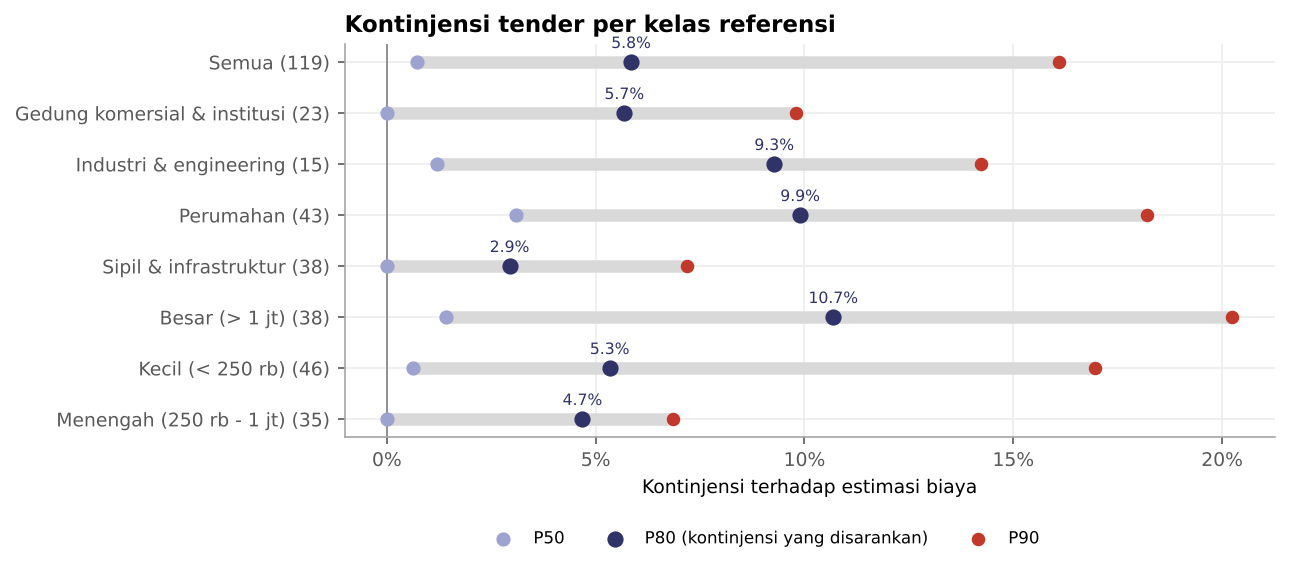 Kontinjensi tender per kelas referensi
Semua (119)
5.8%
Gedung komersial & institusi (23)
5.7%
Industri & engineering (15)
9.3%
Perumahan (43)
9.9%
Sipil & infrastruktur (38)
2.9%
Besar (> 1 jt) (38)
10.7%
Kecil (< 250 rb) (46)
5.3%
Menengah (250 rb - 1 jt) (35)
4.7%
0% 5% 10% 15% 20%
Kontinjensi terhadap estimasi biaya
P50 P80 (kontinjensi yang disarankan) P90